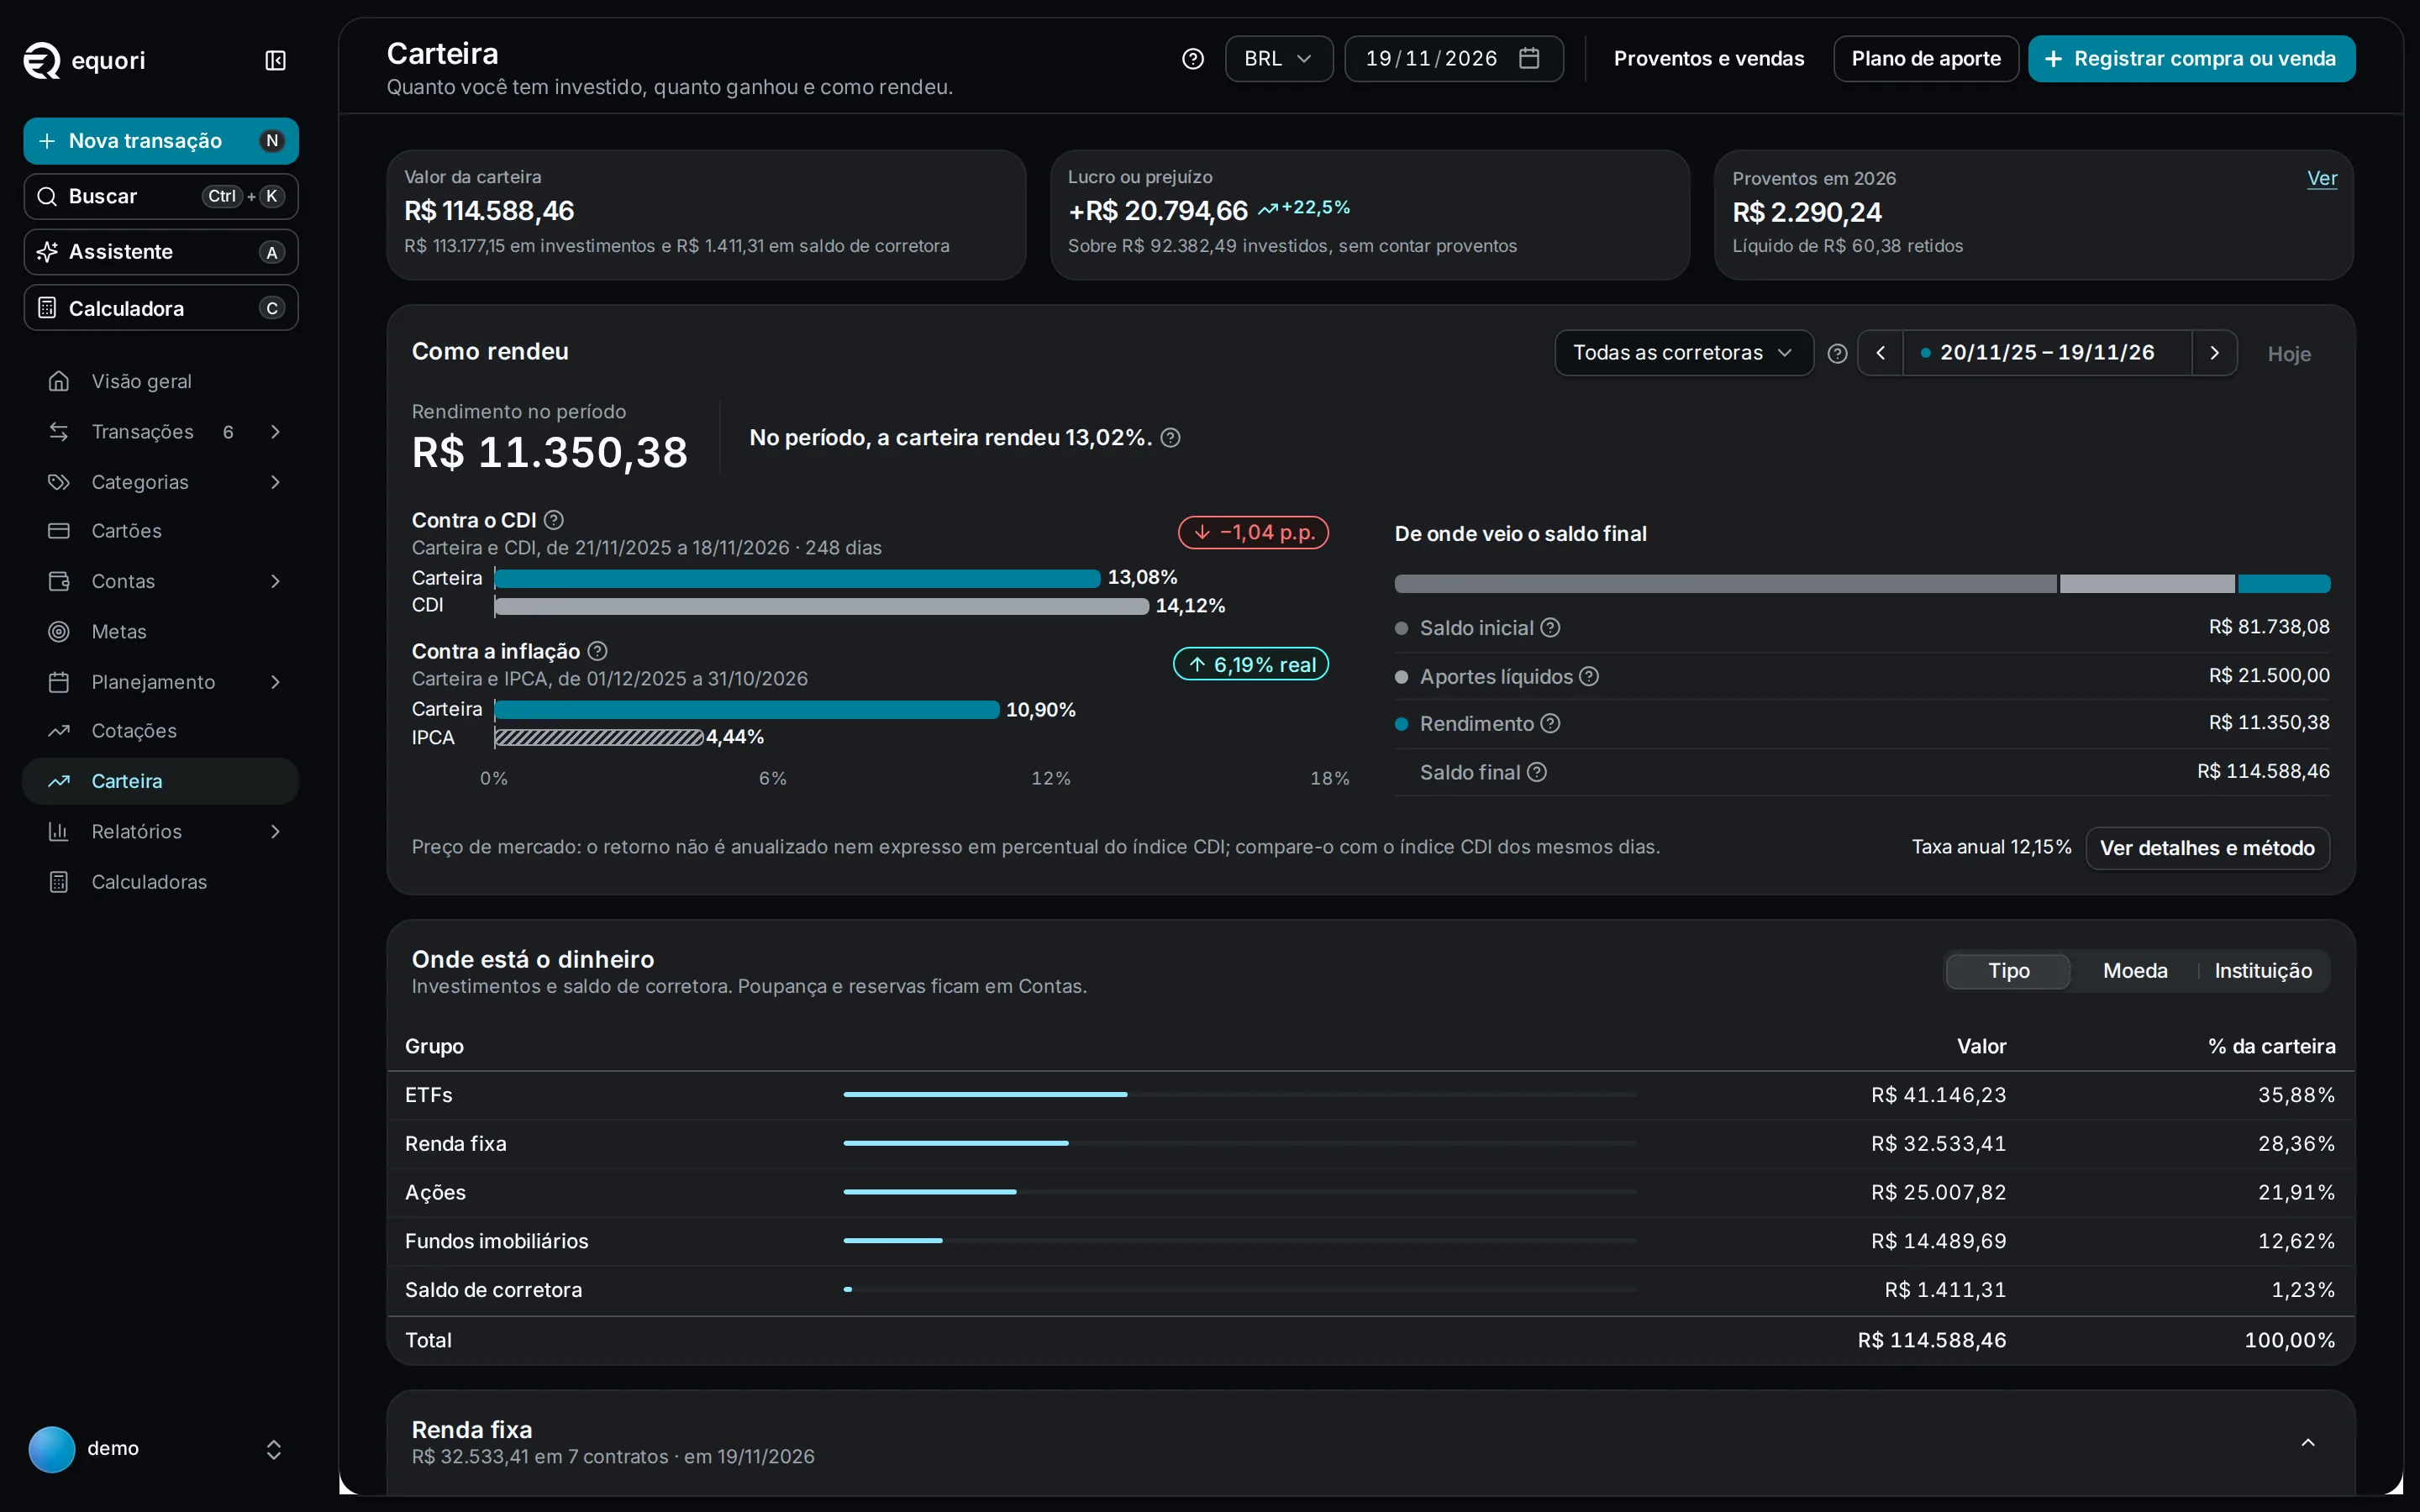 equori
Nova transação N
Buscar Ctrl + K
Assistente A
Calculadora C
Visão geral
Transações 6
Categorias
Cartões
Contas
Metas
Planejamento
Cotações
Carteira
Relatórios
Calculadoras
demo
Carteira
Quanto você tem investido, quanto ganhou e como rendeu.
BRL
19/11/2026
Proventos e vendas
Plano de aporte
+ Registrar compra ou venda
Valor da carteira
R$ 114.588,46
R$ 113.177,15 em investimentos e R$ 1.411,31 em saldo de corretora
Lucro ou prejuízo
+R$ 20.794,66 +22,5%
Sobre R$ 92.382,49 investidos, sem contar proventos
Proventos em 2026 Ver
R$ 2.290,24
Líquido de R$ 60,38 retidos
Como rendeu
Todas as corretoras
20/11/25 – 19/11/26
Hoje
Rendimento no período
R$ 11.350,38
No período, a carteira rendeu 13,02%.
Contra o CDI
Carteira e CDI, de 21/11/2025 a 18/11/2026 · 248 dias
↓ −1,04 p.p.
Carteira 13,08%
CDI 14,12%
Contra a inflação
Carteira e IPCA, de 01/12/2025 a 31/10/2026
↑ 6,19% real
Carteira 10,90%
IPCA 4,44%
0% 6% 12% 18%
De onde veio o saldo final
Saldo inicial R$ 81.738,08
Aportes líquidos R$ 21.500,00
Rendimento R$ 11.350,38
Saldo final R$ 114.588,46
Preço de mercado: o retorno não é anualizado nem expresso em percentual do índice CDI; compare-o com o índice CDI dos mesmos dias.
Taxa anual 12,15%
Ver detalhes e método
Onde está o dinheiro
Investimentos e saldo de corretora. Poupança e reservas ficam em Contas.
Tipo Moeda Instituição
Grupo Valor % da carteira
ETFs R$ 41.146,23 35,88%
Renda fixa R$ 32.533,41 28,36%
Ações R$ 25.007,82 21,91%
Fundos imobiliários R$ 14.489,69 12,62%
Saldo de corretora R$ 1.411,31 1,23%
Total R$ 114.588,46 100,00%
Renda fixa
R$ 32.533,41 em 7 contratos · em 19/11/2026